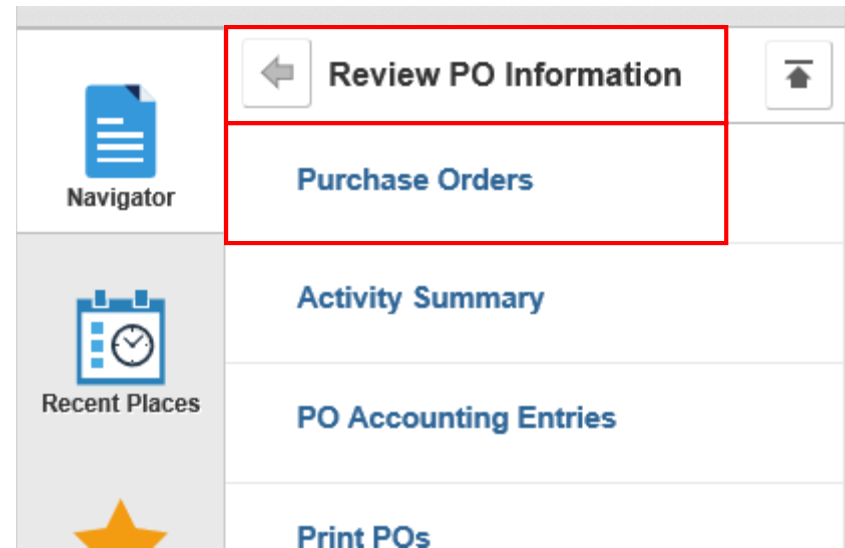 Review PO Information
Navigator
Purchase Orders
Activity Summary
Recent Places
PO Accounting Entries
Print POs